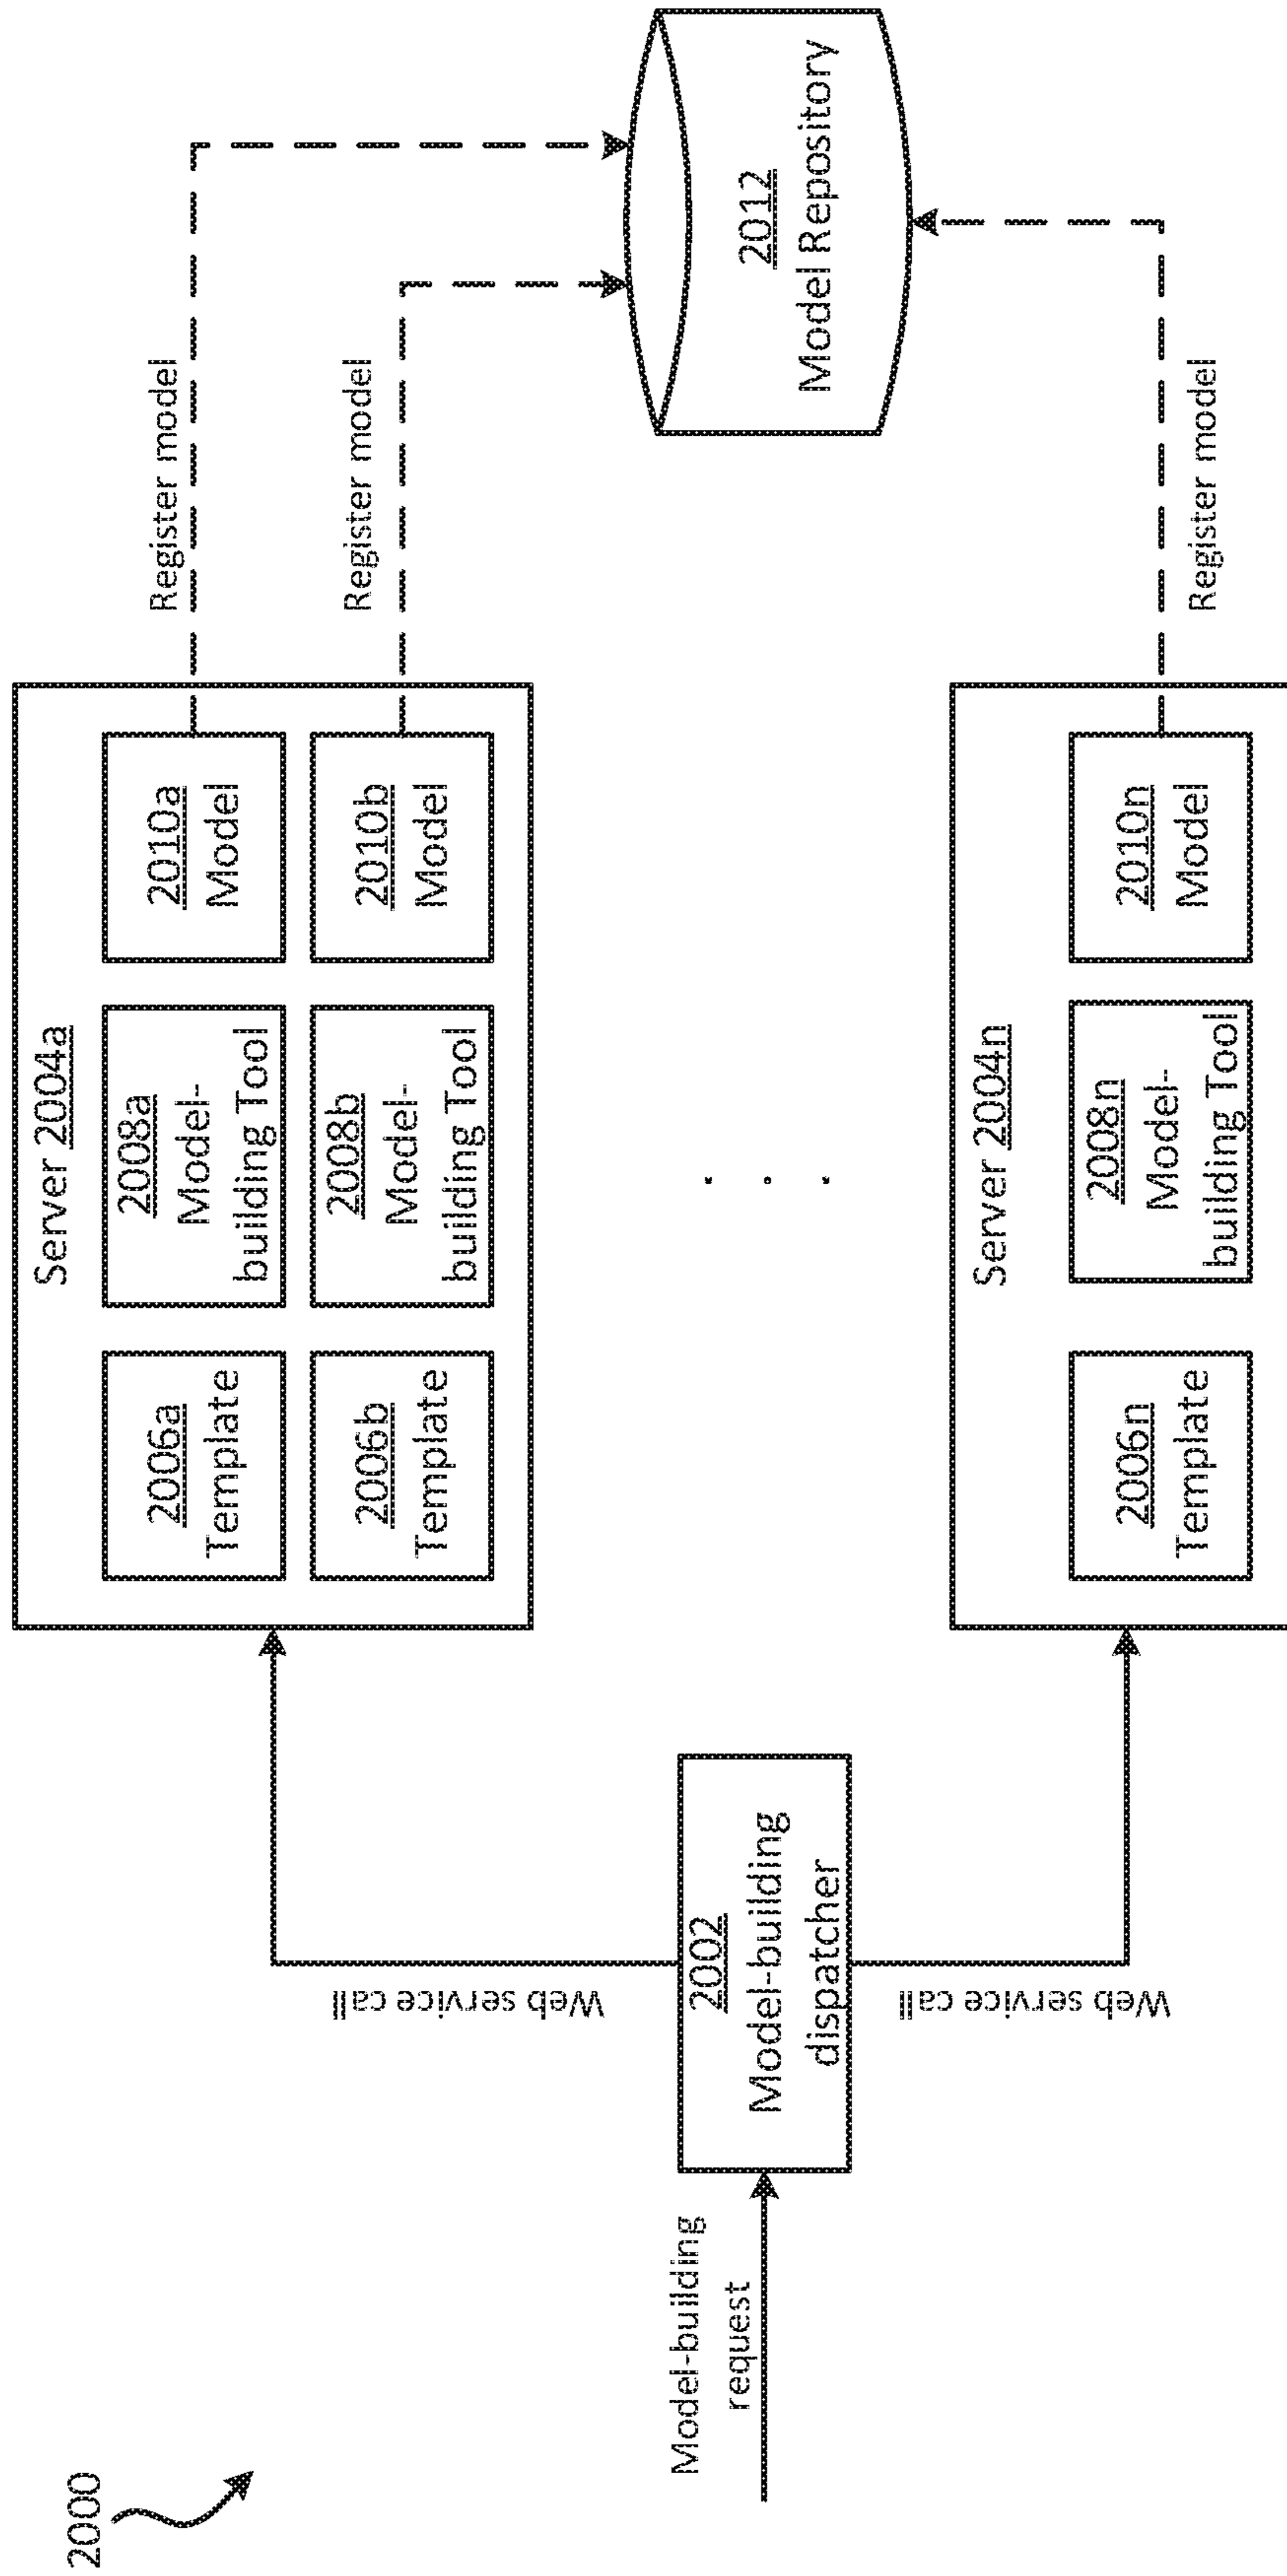 2000
Model-building
request
2002
Model-building
dispatcher
Web service call
Web service call
Server 2004a
2006a
Template
2008a
Model-
building Tool
2010a
Model
2006b
Template
2008b
Model-
building Tool
2010b
Model
. . .
Server 2004n
2006n
Template
2008n
Model-
building Tool
2010n
Model
Register model
Register model
Register model
2012
Model Repository